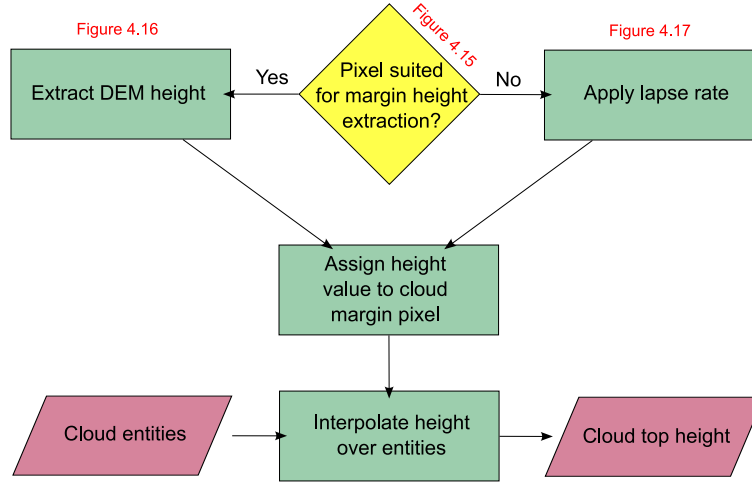 Figure 4.16
Figure 4.15
Figure 4.17
Extract DEM height
Yes
Pixel suited
for margin height
extraction?
No
Apply lapse rate
Assign height
value to cloud
margin pixel
Cloud entities
Interpolate height
over entities
Cloud top height